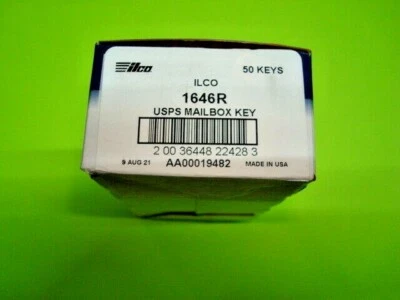 ilco 50 KEYS
ILCO
1646R
USPS MAILBOX KEY
2 00 36448 22428 3
9 AUG 21 AA00019482 MADE IN USA